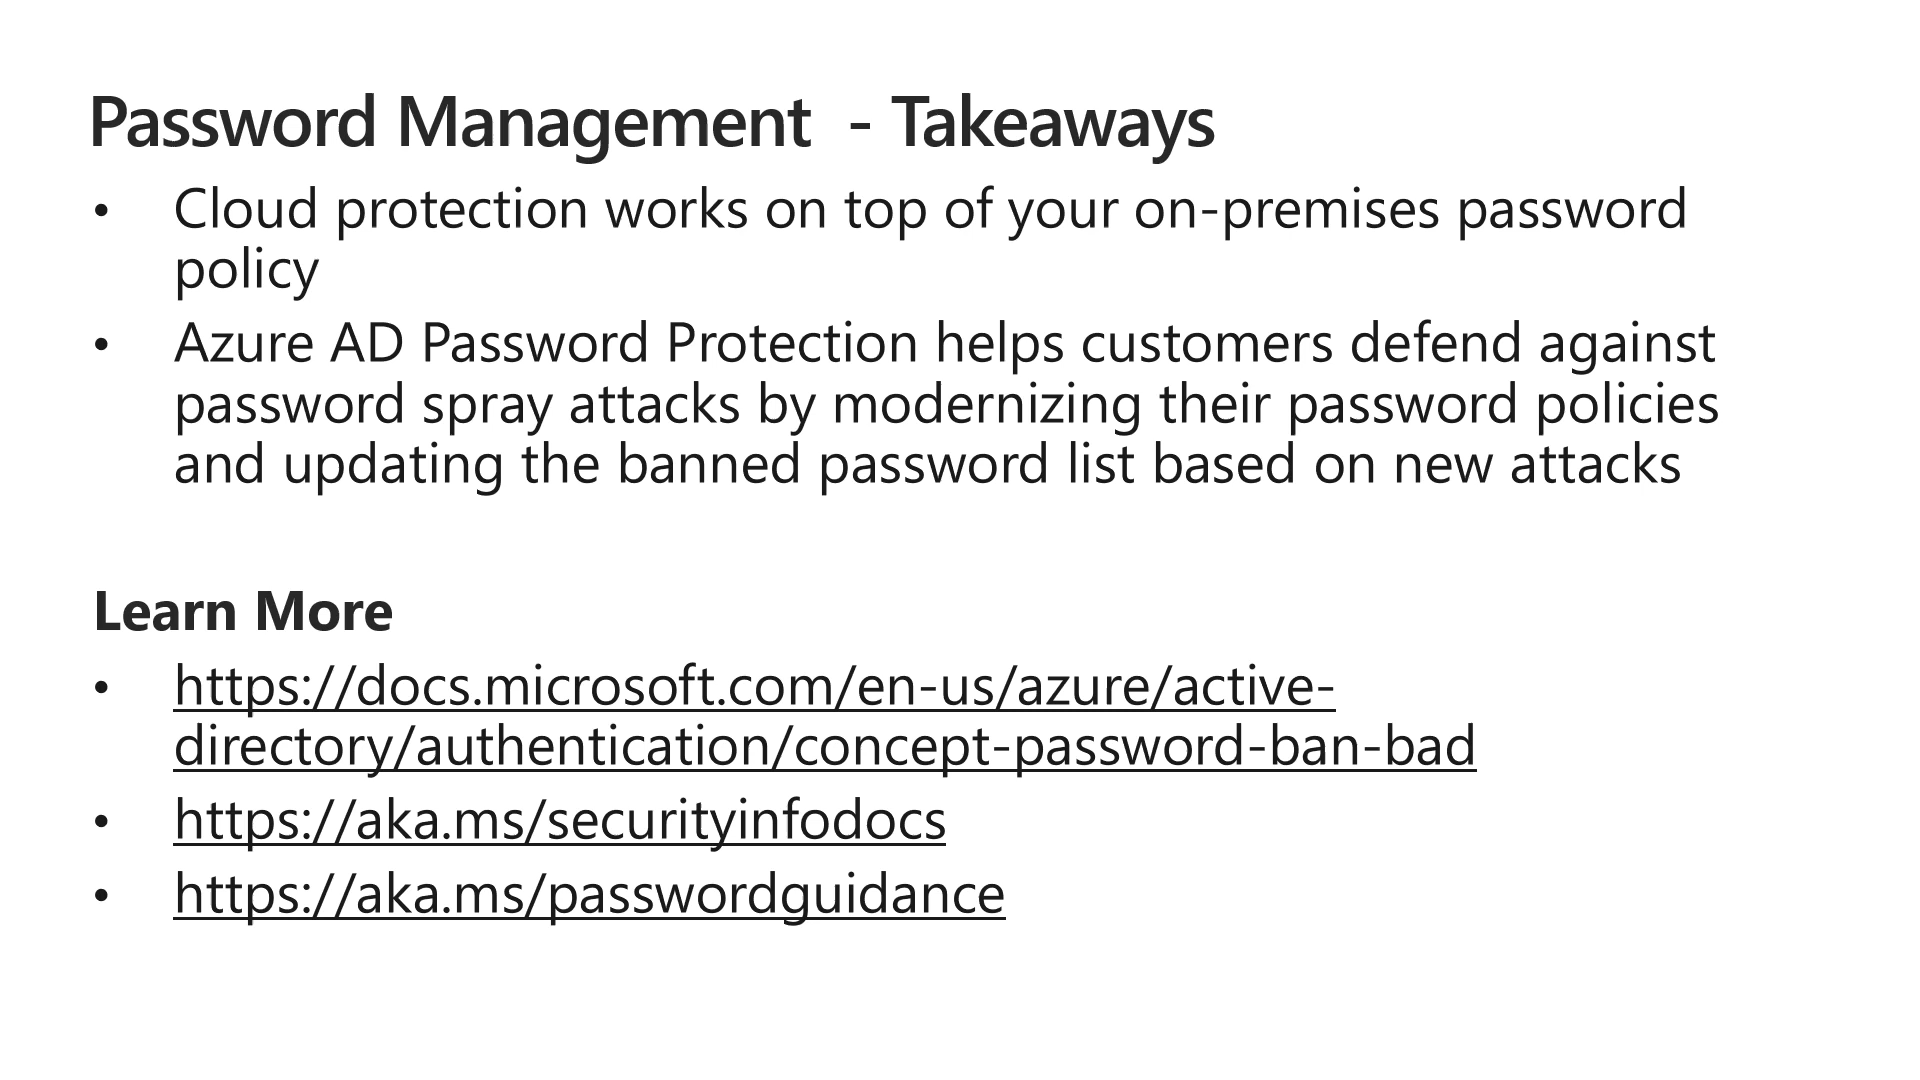 Password Management  - Takeaways
• Cloud protection works on top of your on-premises password
policy
• Azure AD Password Protection helps customers defend against
password spray attacks by modernizing their password policies
and updating the banned password list based on new attacks
Learn More
• https://docs.microsoft.com/en-us/azure/active-
directory/authentication/concept-password-ban-bad
• https://aka.ms/securityinfodocs
• https://aka.ms/passwordguidance